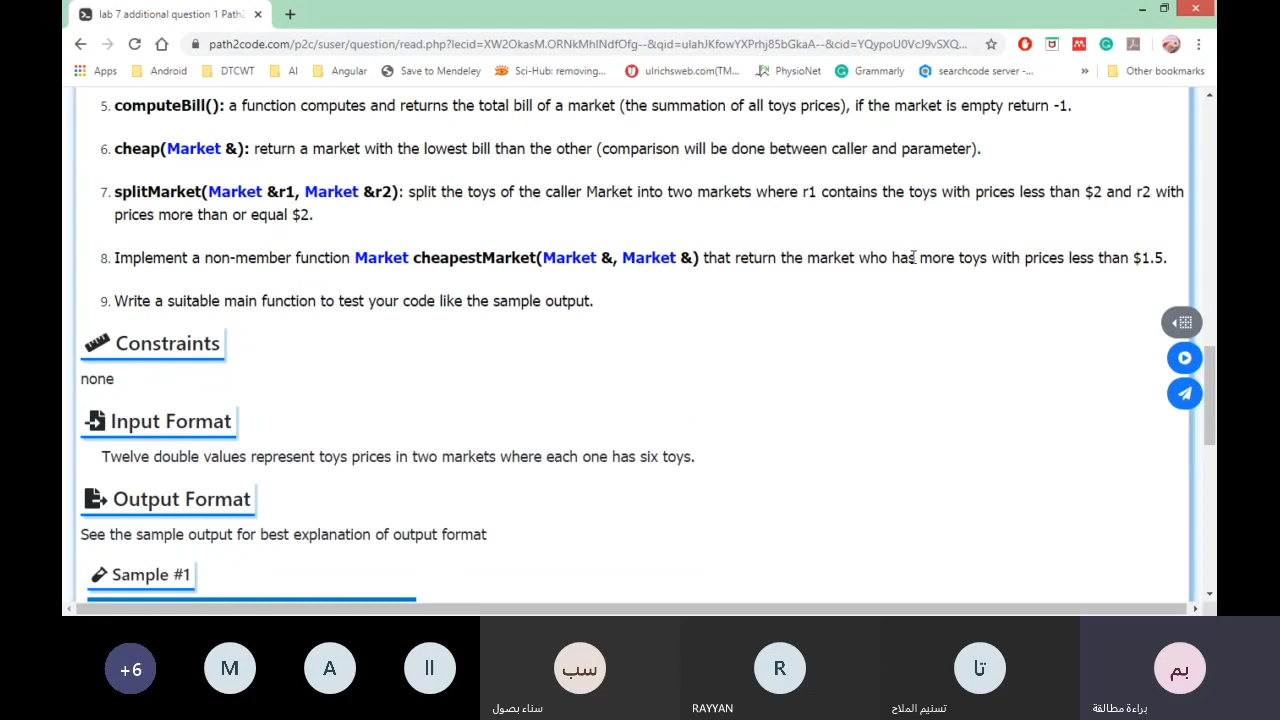 lab 7 additional question 1 Path2
path2code.com/p2c/suser/question/read.php?lecid=XW2OkasM.ORNkMhlNdfOfg--&qid=ulahJKfowYXPrhj85bGkaA--&cid=YQypoU0VcJ9vSXQ...
Apps Android DTCWT AI Angular Save to Mendeley Sci-Hub: removing... ulrichsweb.com(TM... PhysioNet Grammarly searchcode server -... » Other bookmarks
5. computeBill(): a function computes and returns the total bill of a market (the summation of all toys prices), if the market is empty return -1.
6. cheap(Market &): return a market with the lowest bill than the other (comparison will be done between caller and parameter).
7. splitMarket(Market &r1, Market &r2): split the toys of the caller Market into two markets where r1 contains the toys with prices less than $2 and r2 with
prices more than or equal $2.
8. Implement a non-member function Market cheapestMarket(Market &, Market &) that return the market who has more toys with prices less than $1.5.
9. Write a suitable main function to test your code like the sample output.
Constraints
none
Input Format
Twelve double values represent toys prices in two markets where each one has six toys.
Output Format
See the sample output for best explanation of output format
Sample #1
+6 M A اا سب R تا بم
سناء بصول RAYYAN تسنيم الملاح براءة مطالقة